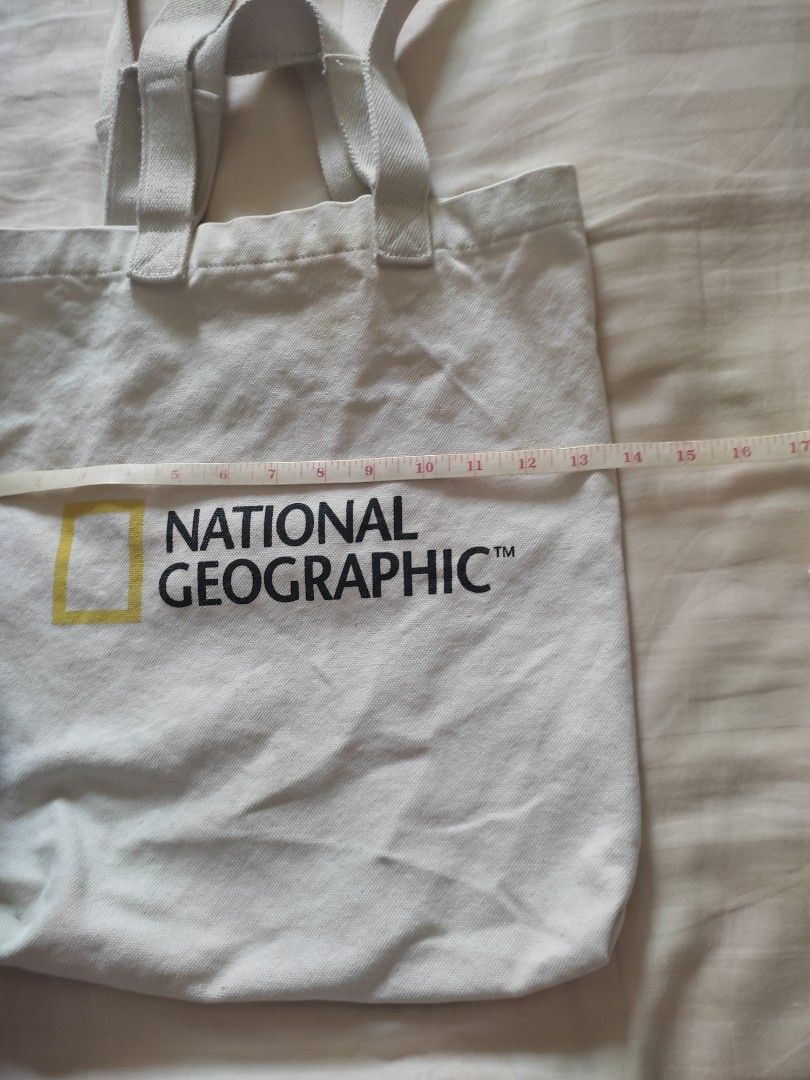 5 6 7 8 9 10 11 12 13 14 15 16 17
NATIONAL
GEOGRAPHIC™